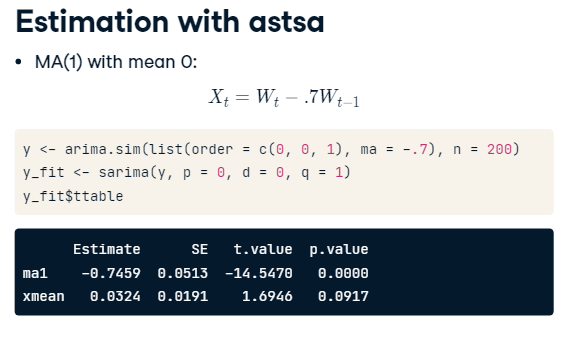 Estimation with astsa
• MA(1) with mean 0:
X_t = W_t − .7W_{t−1}
y <- arima.sim(list(order = c(0, 0, 1), ma = -.7), n = 200)
y_fit <- sarima(y, p = 0, d = 0, q = 1)
y_fit$ttable
Estimate SE t.value p.value
ma1 -0.7459 0.0513 -14.5470 0.0000
xmean 0.0324 0.0191 1.6946 0.0917